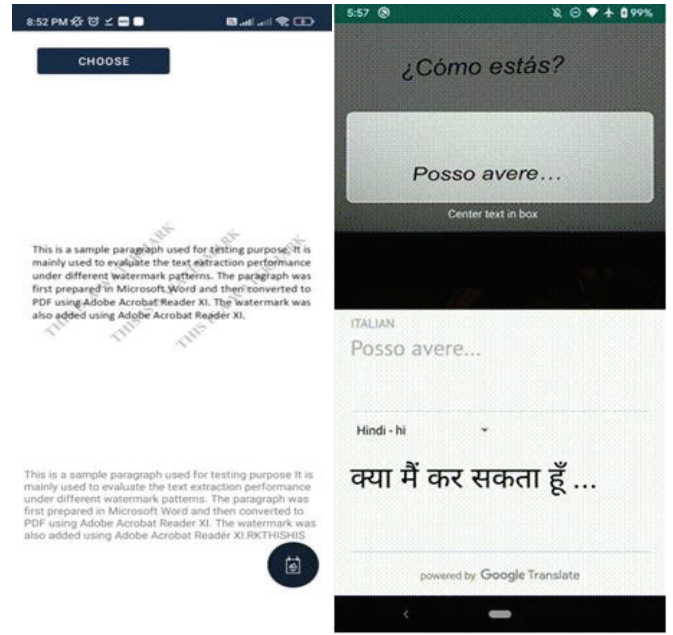 8:52 PM
CHOOSE
This is a sample paragraph used for testing purpose. It is
mainly used to evaluate the text extraction performance
under different watermark patterns. The paragraph was
first prepared in Microsoft Word and then converted to
PDF using Adobe Acrobat Reader XI. The watermark was
also added using Adobe Acrobat Reader XI.
THIS IS
THIS IS
THIS IS
This is a sample paragraph used for testing purpose It is
mainly used to evaluate the text extraction performance
under different watermark patterns. The paragraph was
first prepared in Microsoft Word and then converted to
PDF using Adobe Acrobat Reader XI. The watermark was
also added using Adobe Acrobat Reader XI.RKTHISHIS
5:57
99%
¿Cómo estás?
Posso avere...
Center text in box
ITALIAN
Posso avere...
Hindi - hi
क्या मैं कर सकता हूँ ...
powered by Google Translate